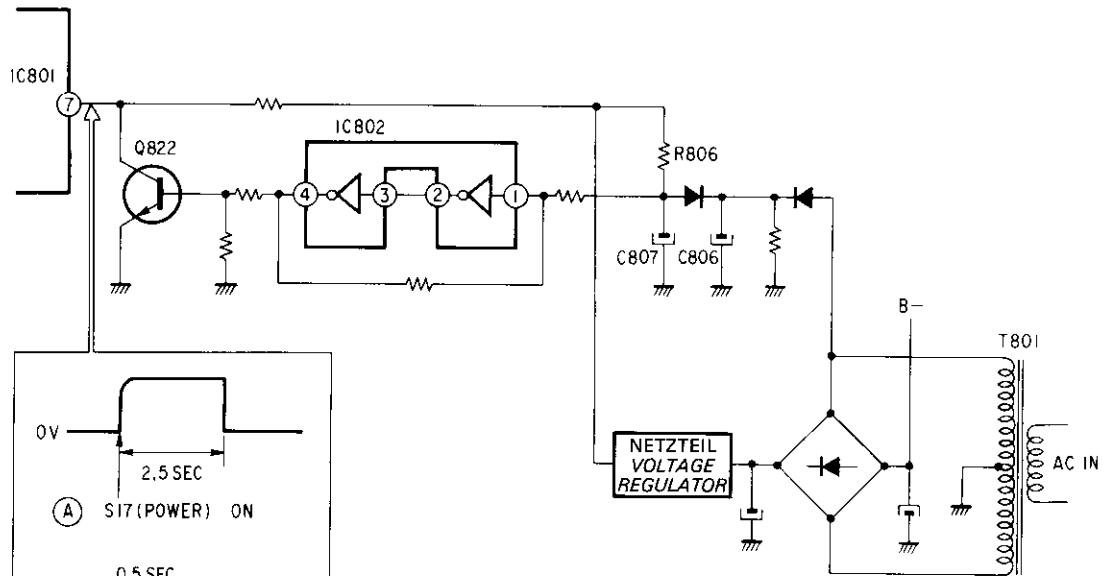 IC801
7
Q822
IC802
4
3
2
1
R806
C807
C806
B–
T801
AC IN
NETZTEIL
VOLTAGE
REGULATOR
0V
2,5 SEC
A S17 (POWER) ON
0.5 SEC